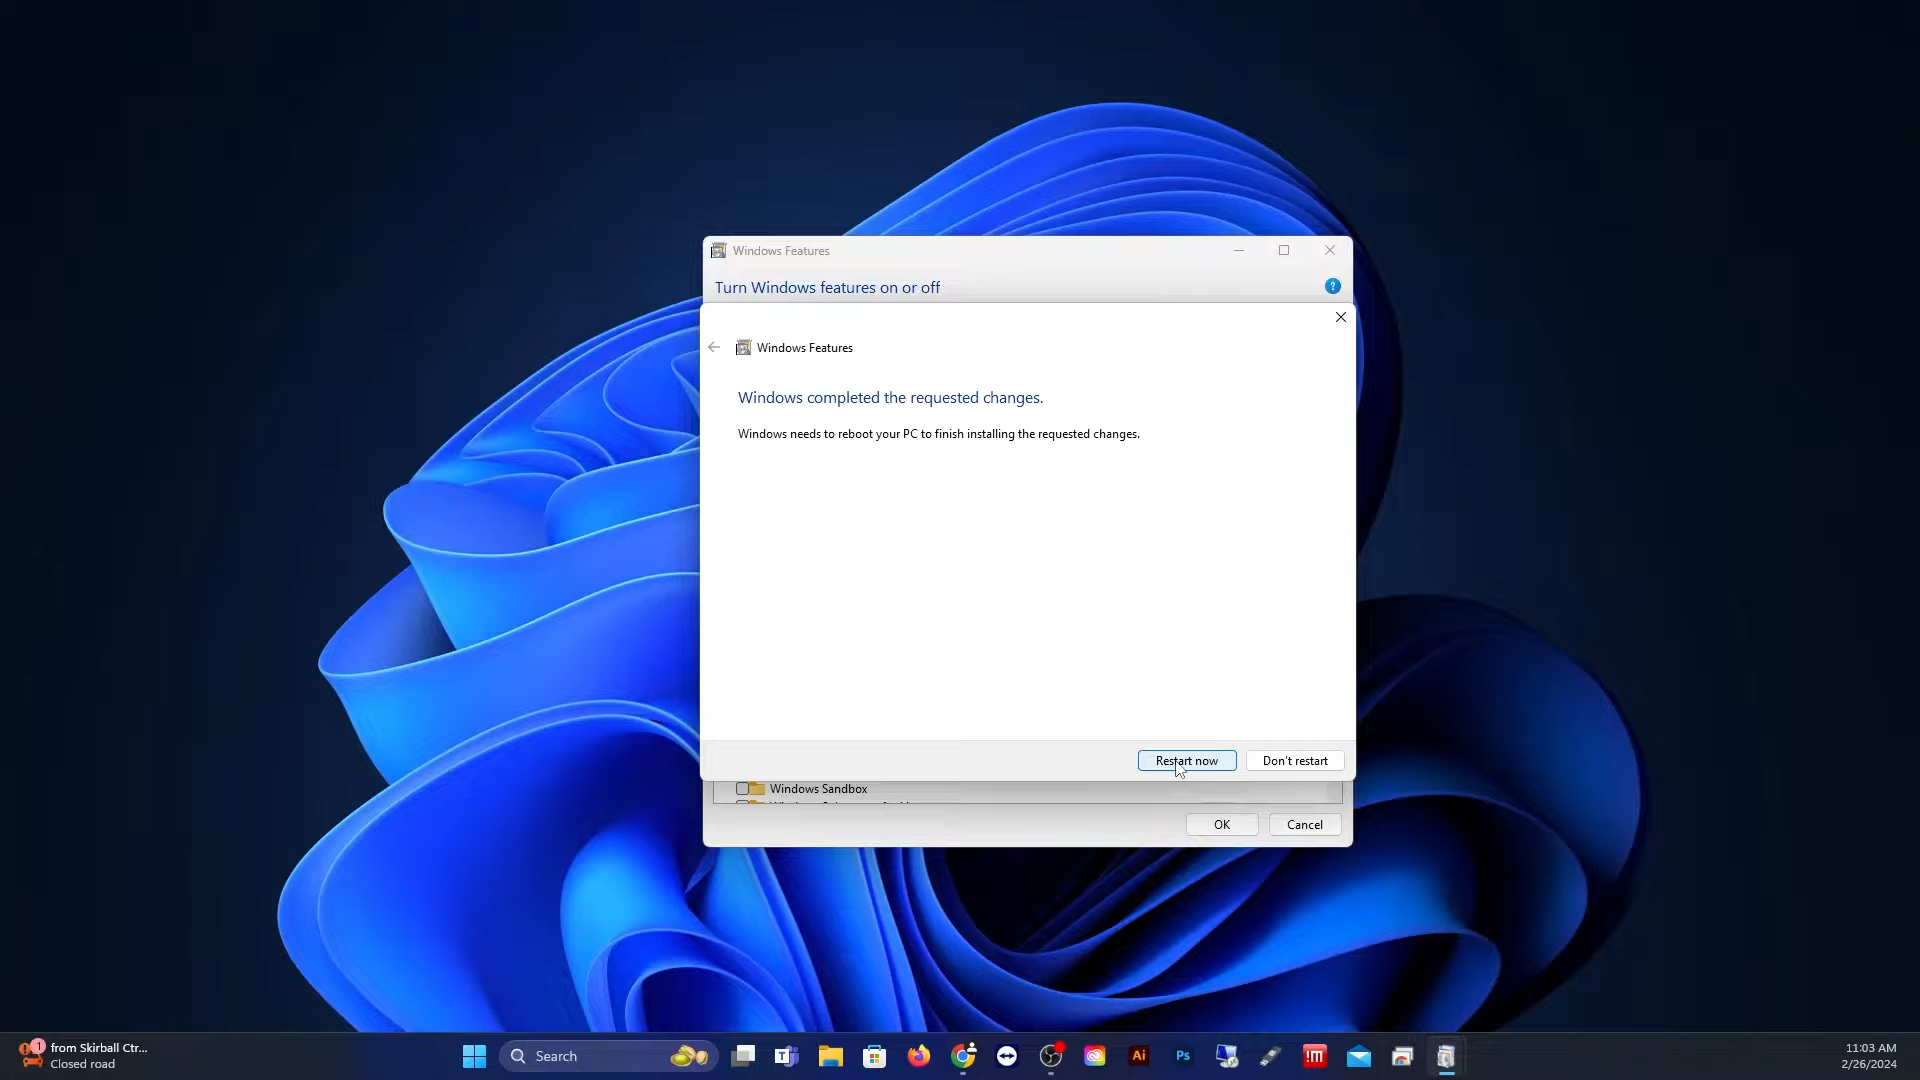 Windows Features
Turn Windows features on or off
?
Windows Features
Windows completed the requested changes.
Windows needs to reboot your PC to finish installing the requested changes.
Restart now
Don't restart
Windows Sandbox
OK
Cancel
1
from Skirball Ctr...
Closed road
Search
T
Ai
Ps
!m
11:03 AM
2/26/2024